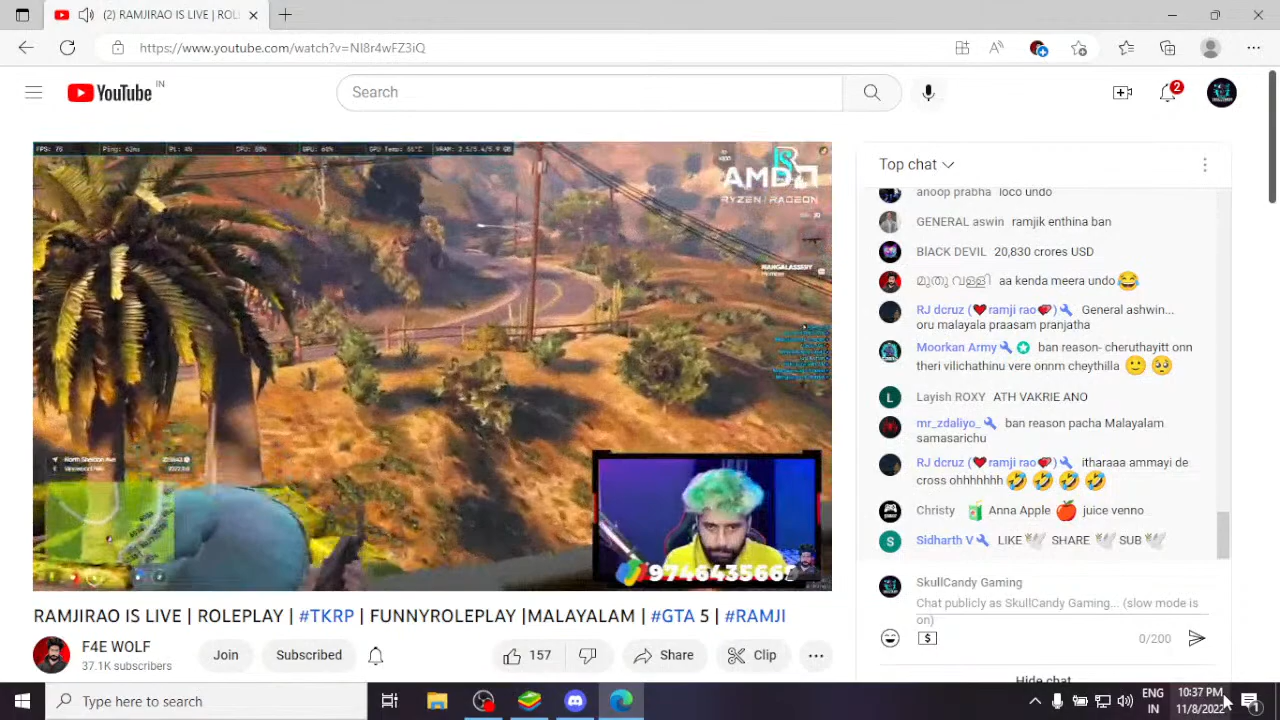 (2) RAMJIRAO IS LIVE | ROL
https://www.youtube.com/watch?v=NI8r4wFZ3iQ
YouTube IN
Search
2
FPS: 75 Ping: 62ms
AMD
RYZEN / RADEON
9746435665
Top chat
anoop prabha loco undo
GENERAL aswin ramjik enthina ban
BlACK DEVIL 20,830 crores USD
മുതു വള്ളി aa kenda meera undo😂
RJ dcruz (❤️ramji rao💕) General ashwin...
oru malayala praasam pranjatha
Moorkan Army ban reason- cheruthayitt onn
theri vilichathinu vere onnm cheythilla 🙂 🥺
Layish ROXY ATH VAKRIE ANO
mr_zdaliyo_ ban reason pacha Malayalam
samasarichu
RJ dcruz (❤️ramji rao💕) itharaaa ammayi de
cross ohhhhhhh 🤣 🤣 🤣 🤣
Christy 🧃 Anna Apple 🍎 juice venno
Sidharth V LIKE🕊️ SHARE 🕊️ SUB🕊️
SkullCandy Gaming
Chat publicly as SkullCandy Gaming... (slow mode is
on)
0/200
Hide chat
RAMJIRAO IS LIVE | ROLEPLAY | #TKRP | FUNNYROLEPLAY |MALAYALAM | #GTA 5 | #RAMJI
F4E WOLF
37.1K subscribers
Join
Subscribed
157
Share
Clip
Type here to search
ENG
IN
10:37 PM
11/8/2022
1